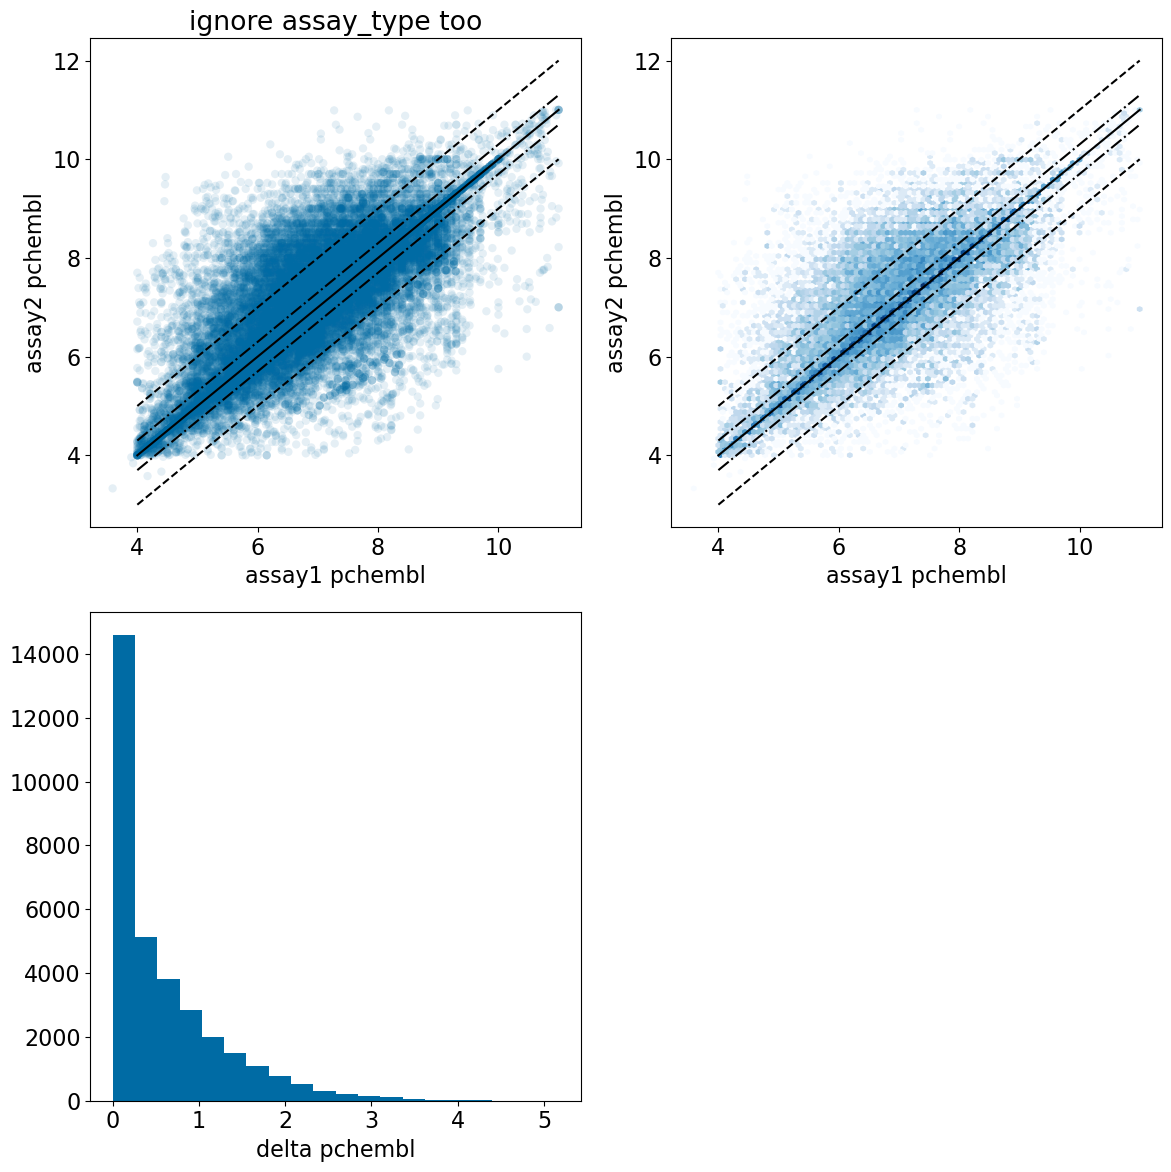 ignore assay_type too
12
10
8
6
4
assay2 pchembl
4 6 8 10
assay1 pchembl
12
10
8
6
4
assay2 pchembl
4 6 8 10
assay1 pchembl
14000
12000
10000
8000
6000
4000
2000
0
0 1 2 3 4 5
delta pchembl